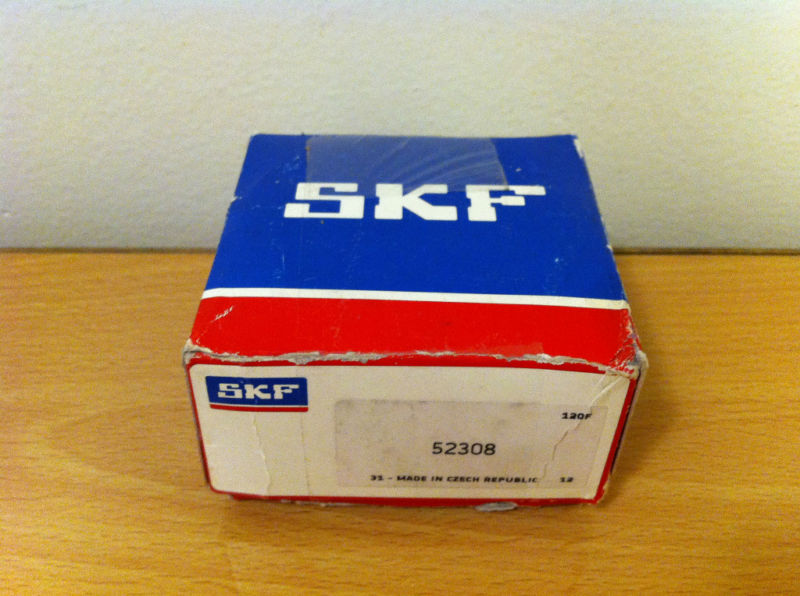 SKF
SKF
120F
52308
31 - MADE IN CZECH REPUBLIC 12